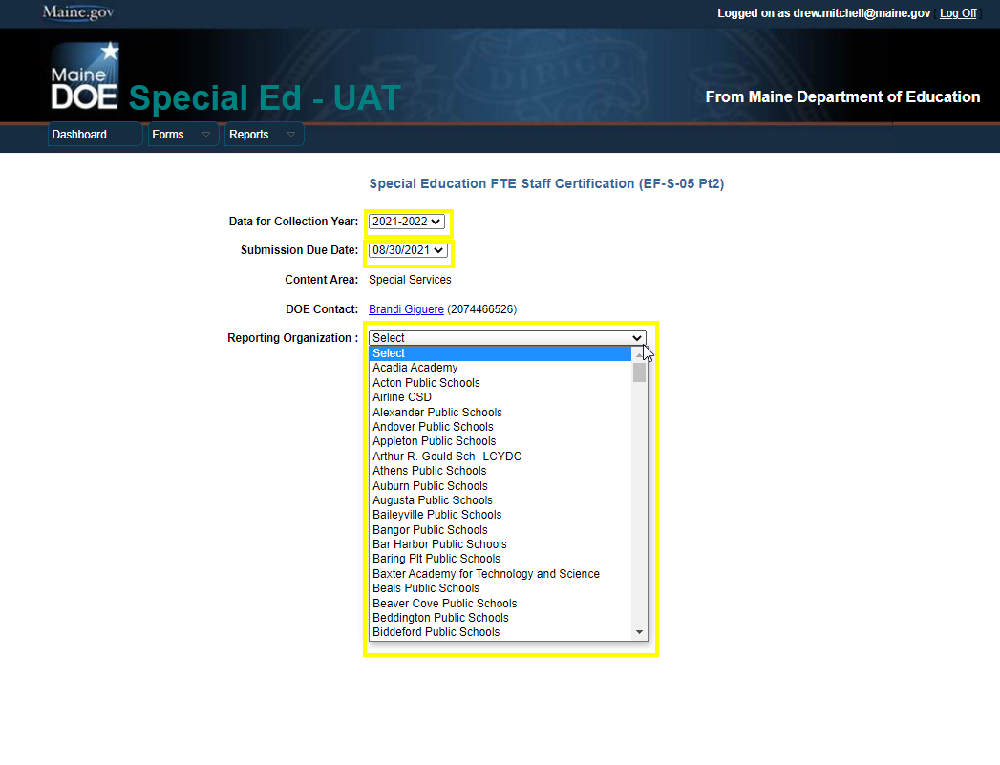 Maine.gov
Logged on as drew.mitchell@maine.gov [ Log Off ]
Maine
DOE
Special Ed - UAT
From Maine Department of Education
Dashboard Forms Reports
Special Education FTE Staff Certification (EF-S-05 Pt2)
Data for Collection Year: 2021-2022
Submission Due Date: 08/30/2021
Content Area: Special Services
DOE Contact: Brandi Giguere (2074466526)
Reporting Organization : Select
Select
Acadia Academy
Acton Public Schools
Airline CSD
Alexander Public Schools
Andover Public Schools
Appleton Public Schools
Arthur R. Gould Sch--LCYDC
Athens Public Schools
Auburn Public Schools
Augusta Public Schools
Baileyville Public Schools
Bangor Public Schools
Bar Harbor Public Schools
Baring Plt Public Schools
Baxter Academy for Technology and Science
Beals Public Schools
Beaver Cove Public Schools
Beddington Public Schools
Biddeford Public Schools